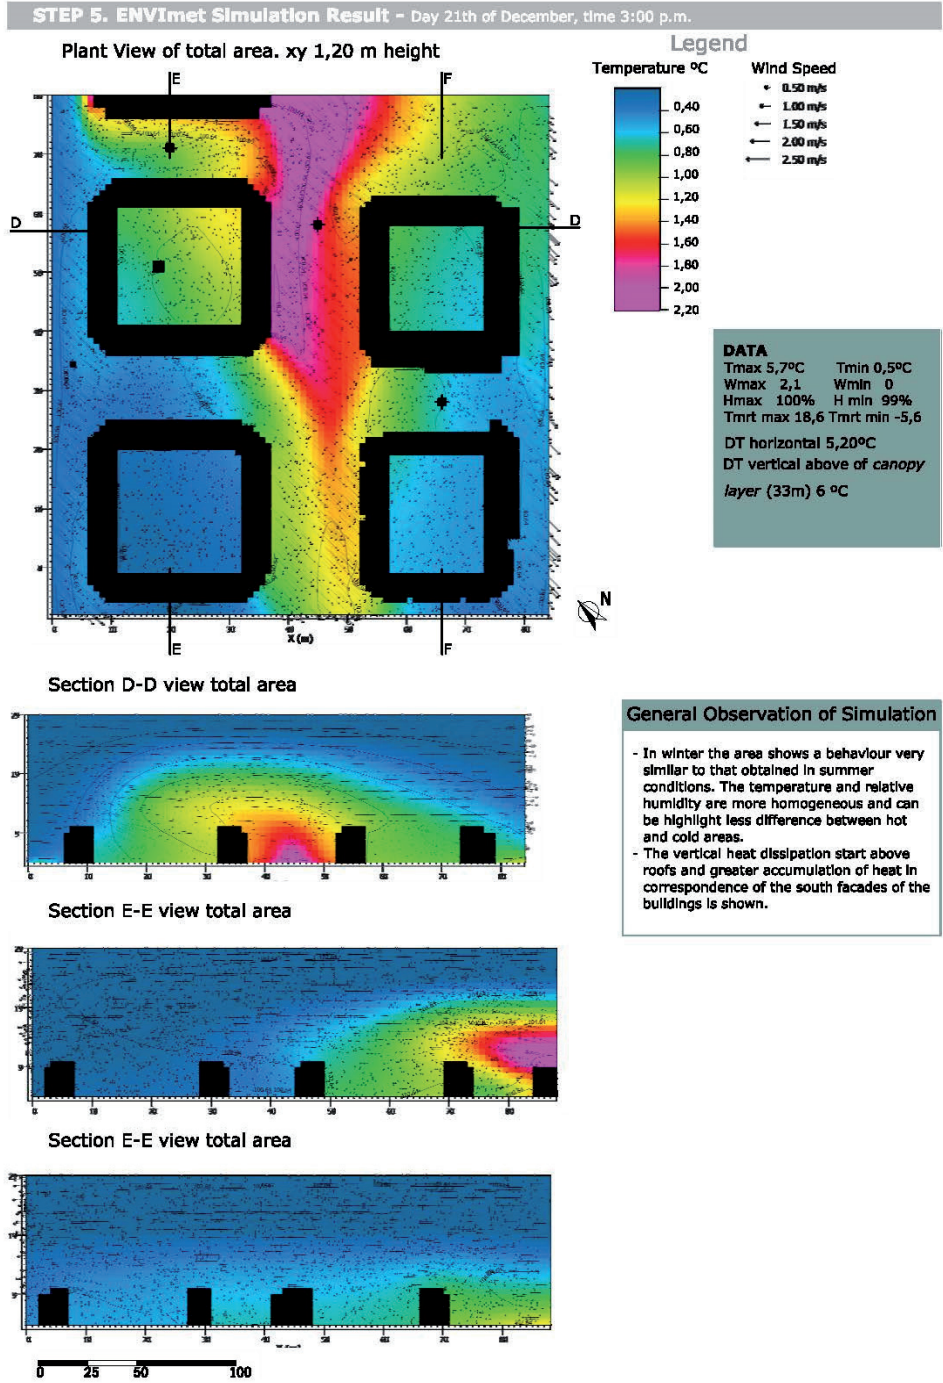 STEP 5. ENVImet Simulation Result - Day 21th of December, time 3:00 p.m.
Plant View of total area. xy 1,20 m height
Legend
Temperature ºC
Wind Speed
0,40
0,60
0,80
1,00
1,20
1,40
1,60
1,80
2,00
2,20
0.50 m/s
1.00 m/s
1.50 m/s
2.00 m/s
2.50 m/s
E
F
D
D
E
F
X (m)
N
DATA
Tmax 5,7ºC Tmin 0,5ºC
Wmax 2,1 Wmin 0
Hmax 100% H min 99%
Tmrt max 18,6 Tmrt min -5,6
DT horizontal 5,20ºC
DT vertical above of canopy
layer (33m) 6 ºC
Section D-D view total area
General Observation of Simulation
- In winter the area shows a behaviour very
similar to that obtained in summer
conditions. The temperature and relative
humidity are more homogeneous and can
be highlight less difference between hot
and cold areas.
- The vertical heat dissipation start above
roofs and greater accumulation of heat in
correspondence of the south facades of the
buildings is shown.
Section E-E view total area
Section E-E view total area
0 25 50 100